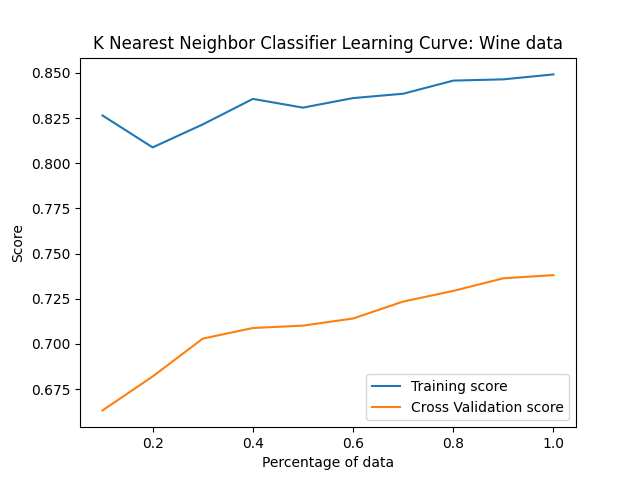 K Nearest Neighbor Classifier Learning Curve: Wine data
0.850
0.825
0.800
0.775
0.750
0.725
0.700
0.675
Score
Training score
Cross Validation score
0.2 0.4 0.6 0.8 1.0
Percentage of data